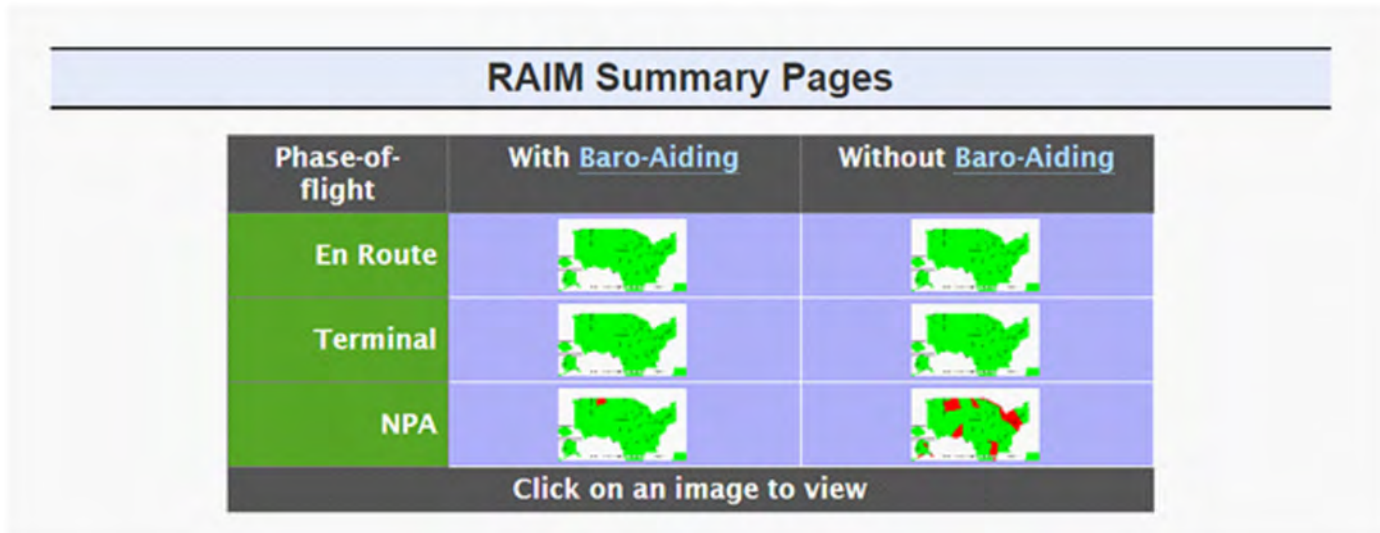 RAIM Summary Pages
Phase-of-
flight
With Baro-Aiding
Without Baro-Aiding
En Route
Terminal
NPA
Click on an image to view